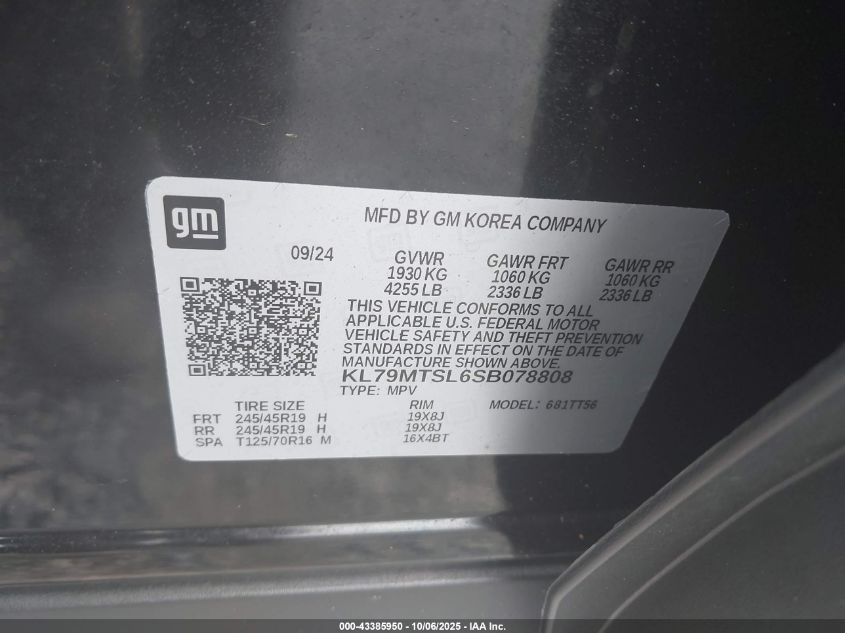 gm
MFD BY GM KOREA COMPANY
09/24 GVWR GAWR FRT GAWR RR
1930 KG 1060 KG 1060 KG
4255 LB 2336 LB 2336 LB
THIS VEHICLE CONFORMS TO ALL
APPLICABLE U.S. FEDERAL MOTOR
VEHICLE SAFETY AND THEFT PREVENTION
STANDARDS IN EFFECT ON THE DATE OF
MANUFACTURE SHOWN ABOVE.
KL79MTSL6SB078808
TYPE: MPV
TIRE SIZE RIM MODEL: 681TT56
FRT 245/45R19 H 19X8J
RR 245/45R19 H 19X8J
SPA T125/70R16 M 16X4BT
000-43385950 - 10/06/2025 - IAA Inc.